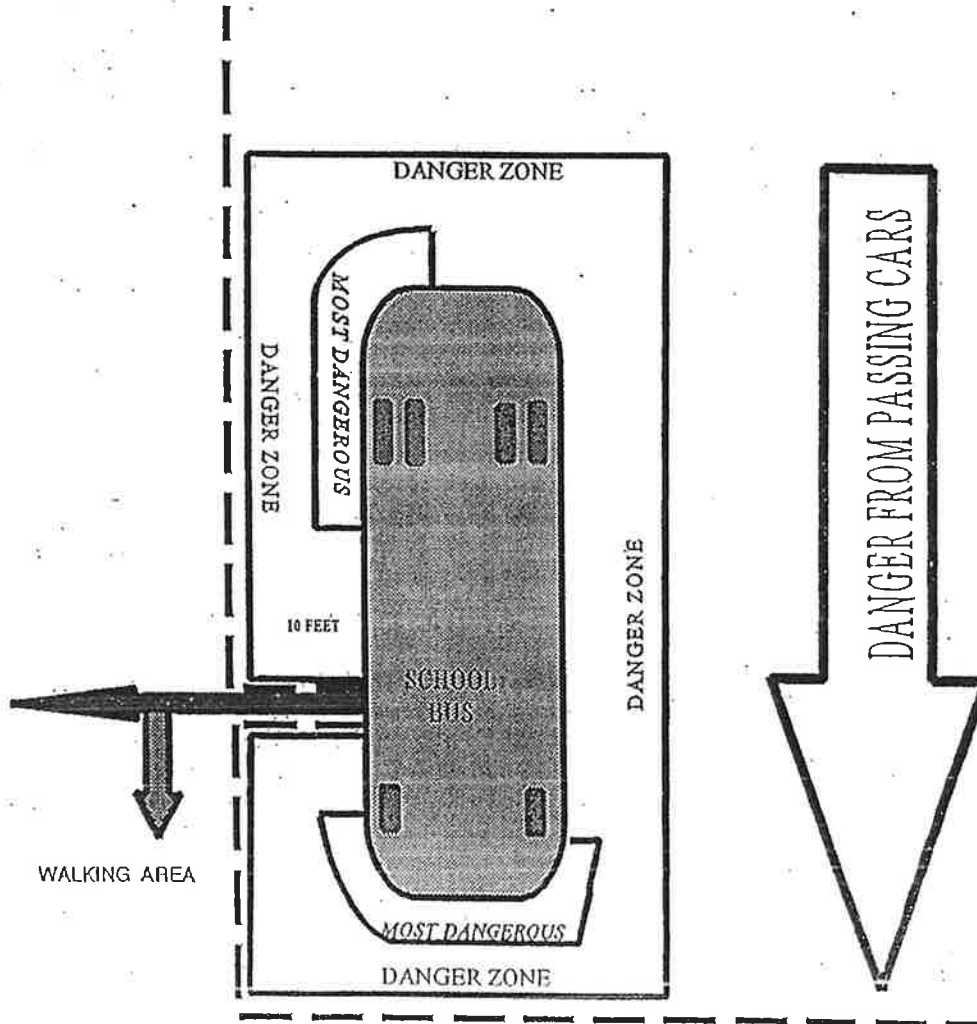 DANGER ZONE
MOST DANGEROUS
DANGER ZONE
DANGER FROM PASSING CARS
DANGER ZONE
10 FEET
SCHOOL
BUS
WALKING AREA
MOST DANGEROUS
DANGER ZONE